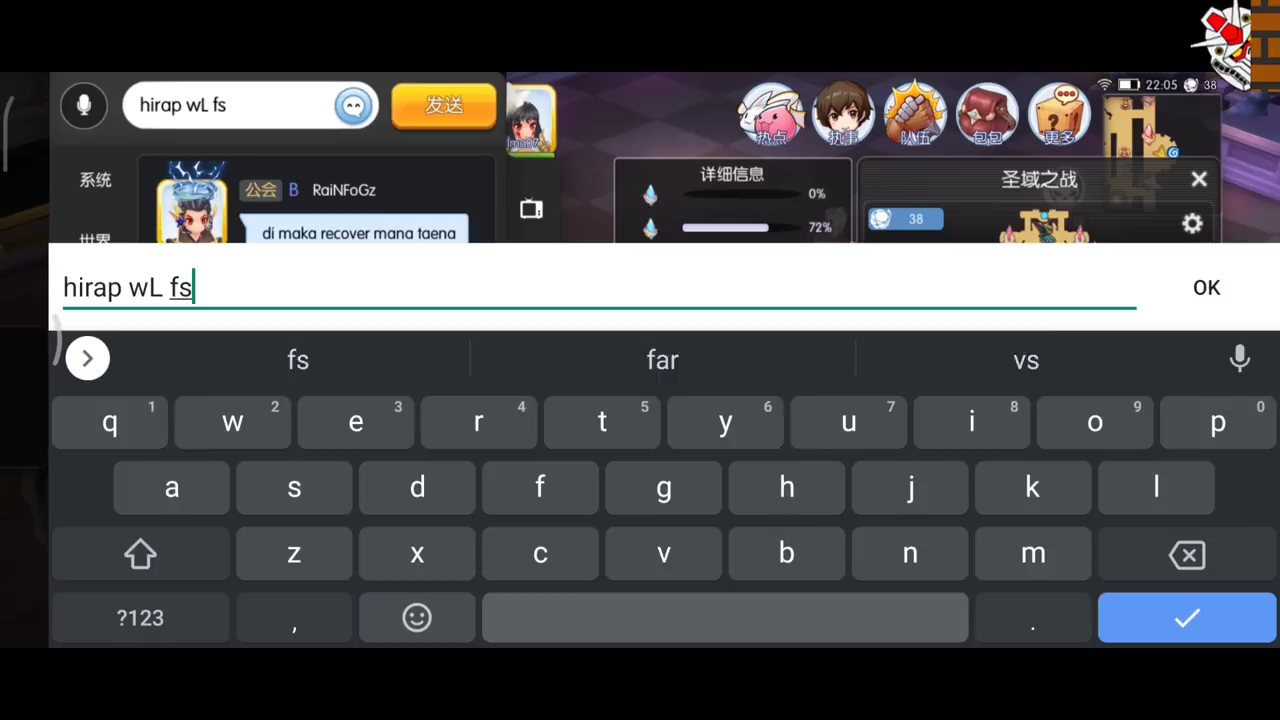 hirap wL fs
发送
22:05
38
热点
执事
队伍
包包
更多
系统
公会 B RaiNFoGz
di maka recover mana taena
世界
详细信息
0%
72%
圣域之战
38
hirap wL fs
OK
fs far vs
q 1 w 2 e 3 r 4 t 5 y 6 u 7 i 8 o 9 p 0
a s d f g h j k l
z x c v b n m
?123 , .